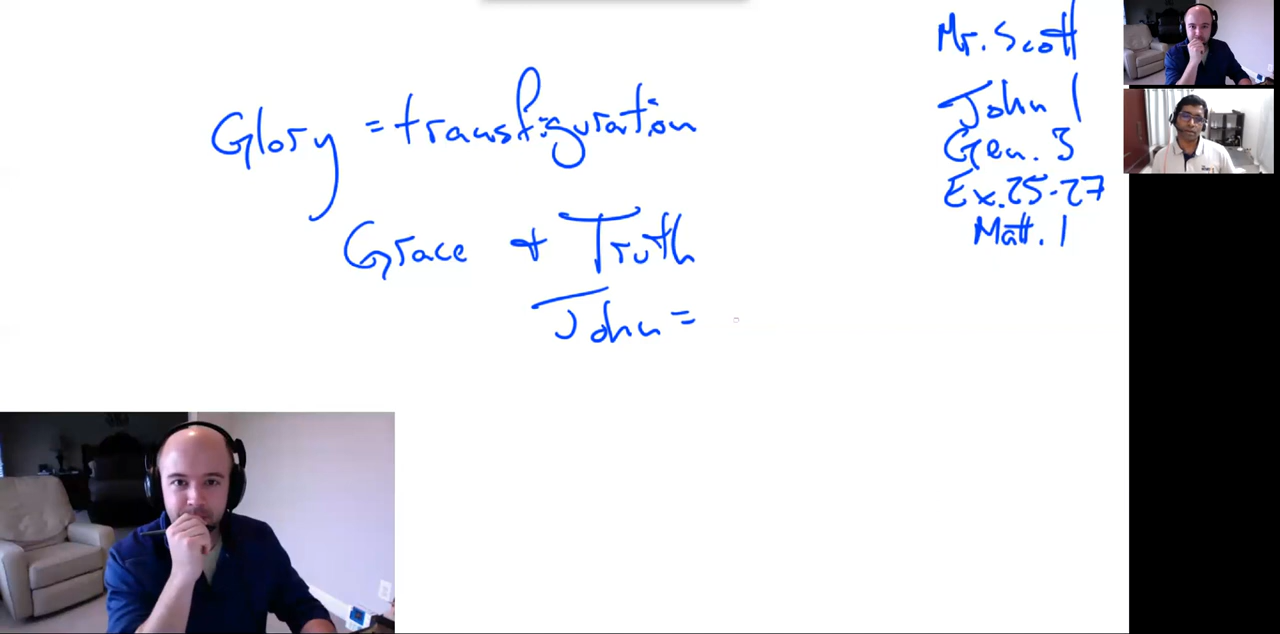 Glory = transfiguration
Grace + Truth
John =
Mr. Scott
John 1
Gen. 3
Ex. 25-27
Matt. 1